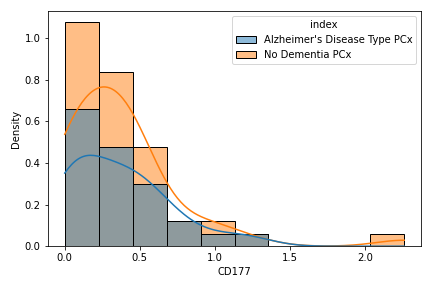 index
Alzheimer's Disease Type PCx
No Dementia PCx
1.0
0.8
0.6
0.4
0.2
0.0
Density
0.0 0.5 1.0 1.5 2.0
CD177